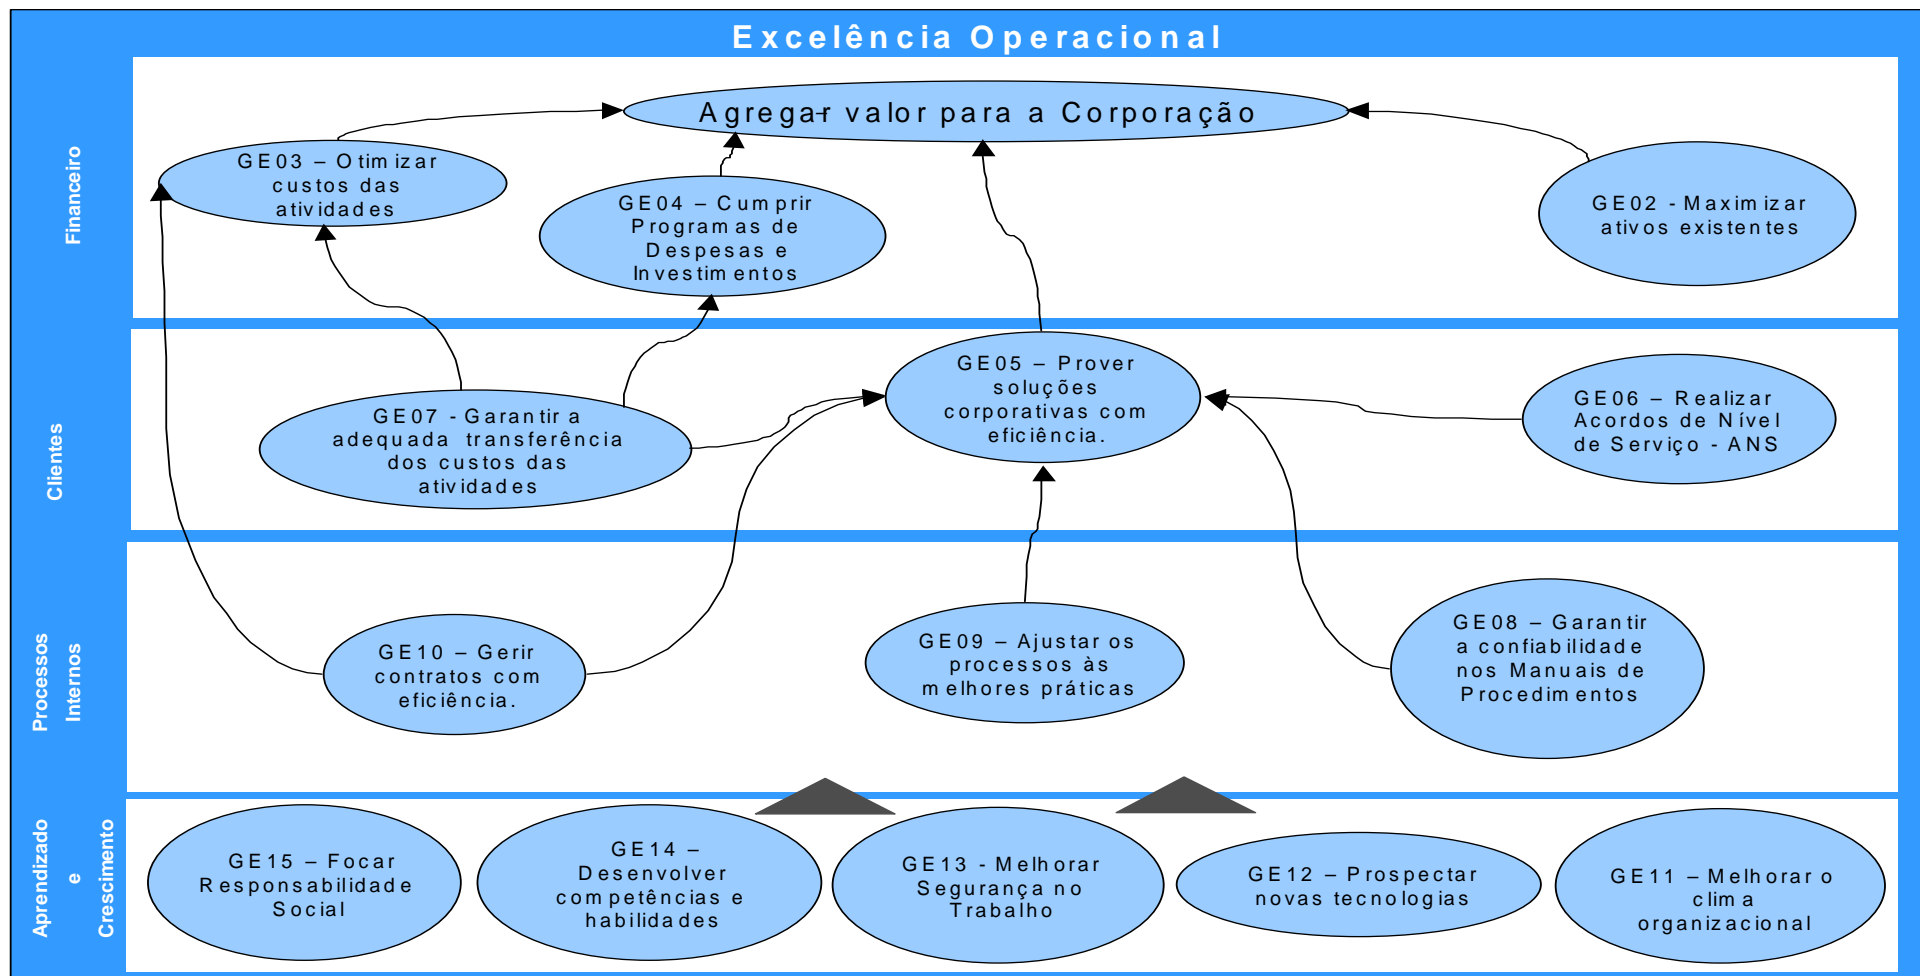 Excelência Operacional
Financeiro
Agregar valor para a Corporação
GE03 – Otimizar
custos das
atividades
GE04 – Cumprir
Programas de
Despesas e
Investimentos
GE02 - Maximizar
ativos existentes
Clientes
GE05 – Prover
soluções
corporativas com
eficiência.
GE06 – Realizar
Acordos de Nível
de Serviço - ANS
GE07 - Garantir a
adequada transferência
dos custos das
atividades
Processos
Internos
GE10 – Gerir
contratos com
eficiência.
GE09 – Ajustar os
processos às
melhores práticas
GE08 – Garantir
a confiabilidade
nos Manuais de
Procedimentos
Aprendizado
e
Crescimento
GE15 – Focar
Responsabilidade
Social
GE14 –
Desenvolver
competências e
habilidades
GE13 - Melhorar
Segurança no
Trabalho
GE12 – Prospectar
novas tecnologias
GE11 – Melhorar o
clima
organizacional